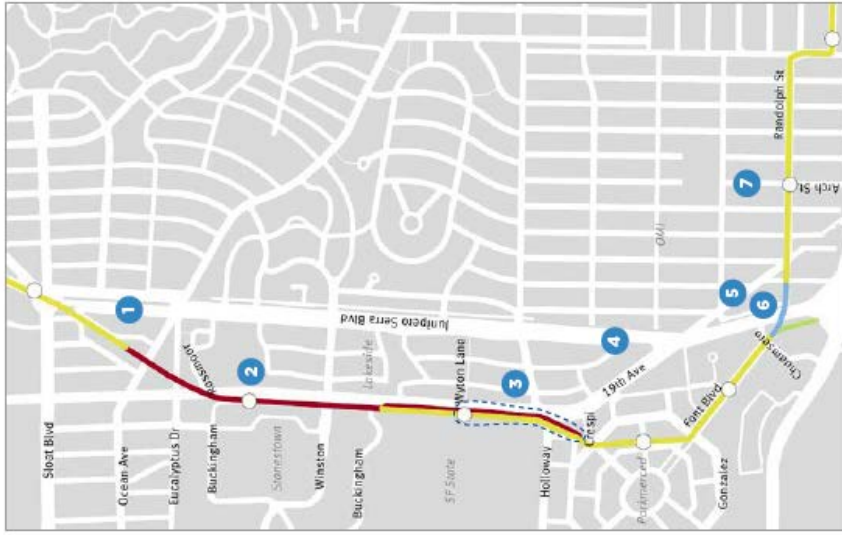 Sloat Blvd
1
Ocean Ave
Eucalyptus Dr
Rossmoor
Buckingham
2
Stonestown
Junipero Serra Blvd
Winston
Lakeside
Buckingham
Wyton Lane
SF State
3
Holloway
4
19th Ave
Crespi
OMI
Parkmerced
Font Blvd
5
6
7
Gonzalez
Chumasero
Randolph St
Arch St